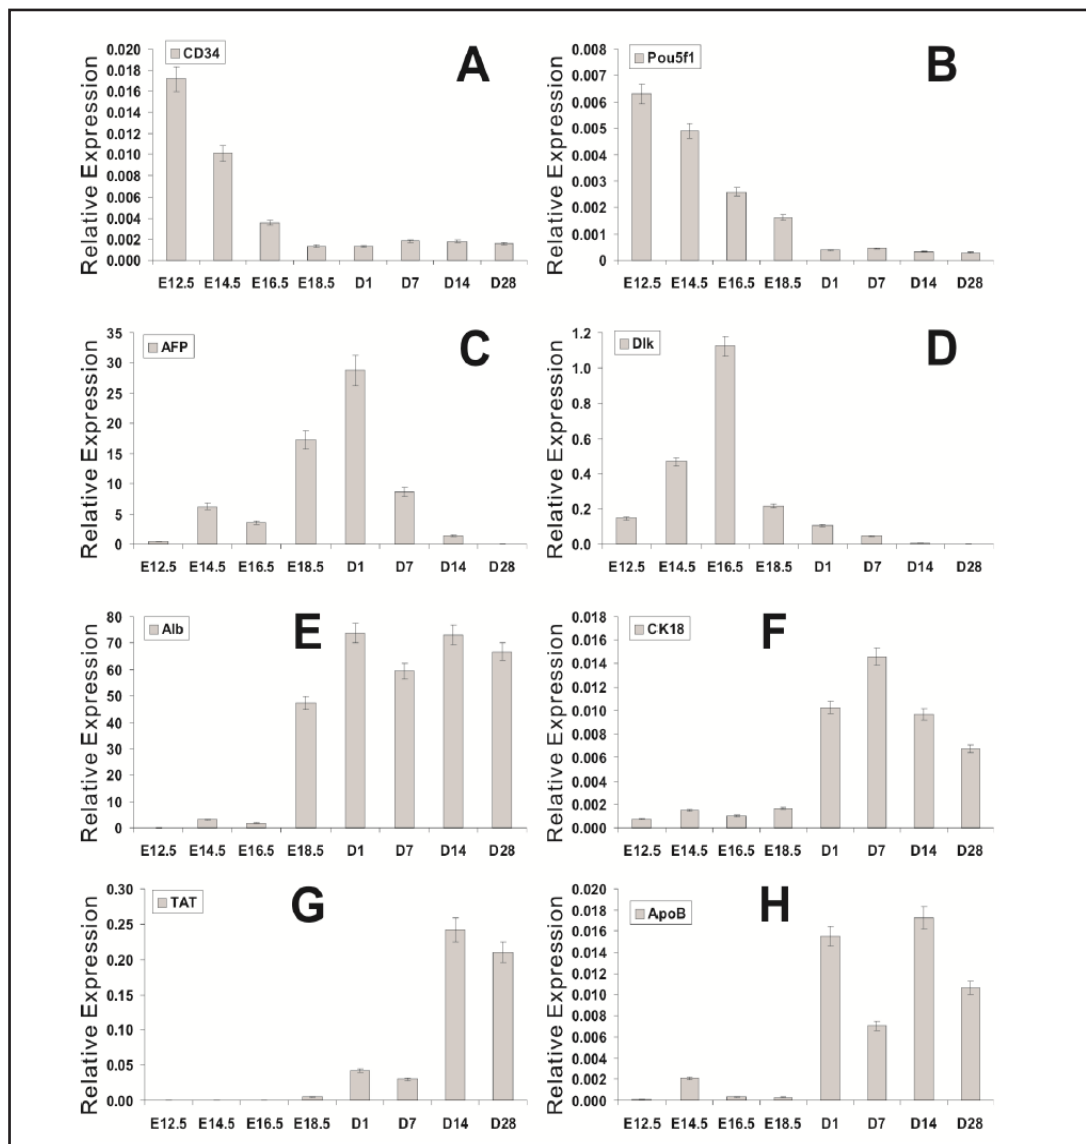 CD34
A
Relative Expression
0.020
0.018
0.016
0.014
0.012
0.010
0.008
0.006
0.004
0.002
0.000
E12.5 E14.5 E16.5 E18.5 D1 D7 D14 D28
Pou5f1
B
Relative Expression
0.008
0.007
0.006
0.005
0.004
0.003
0.002
0.001
0
E12.5 E14.5 E16.5 E18.5 D1 D7 D14 D28
AFP
C
Relative Expression
35
30
25
20
15
10
5
0
E12.5 E14.5 E16.5 E18.5 D1 D7 D14 D28
Dlk
D
Relative Expression
1.2
1.0
0.8
0.6
0.4
0.2
0.0
E12.5 E14.5 E16.5 E18.5 D1 D7 D14 D28
Alb
E
Relative Expression
80
70
60
50
40
30
20
10
0
E12.5 E14.5 E16.5 E18.5 D1 D7 D14 D28
CK18
F
Relative Expression
0.018
0.016
0.014
0.012
0.010
0.008
0.006
0.004
0.002
0.000
E12.5 E14.5 E16.5 E18.5 D1 D7 D14 D28
TAT
G
Relative Expression
0.30
0.25
0.20
0.15
0.10
0.05
0.00
E12.5 E14.5 E16.5 E18.5 D1 D7 D14 D28
ApoB
H
Relative Expression
0.020
0.018
0.016
0.014
0.012
0.010
0.008
0.006
0.004
0.002
0.000
E12.5 E14.5 E16.5 E18.5 D1 D7 D14 D28